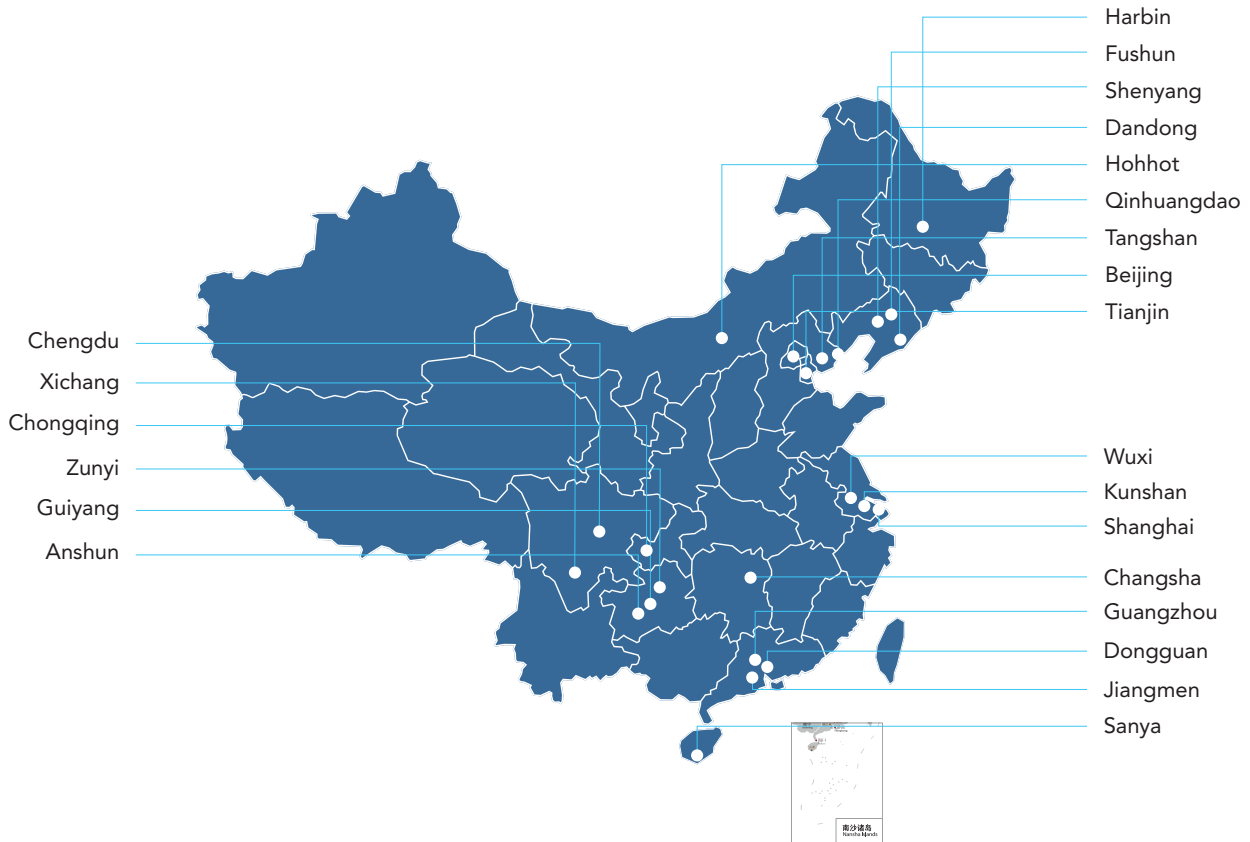 Harbin
Fushun
Shenyang
Dandong
Hohhot
Qinhuangdao
Tangshan
Beijing
Tianjin
Chengdu
Xichang
Chongqing
Zunyi
Guiyang
Anshun
Wuxi
Kunshan
Shanghai
Changsha
Guangzhou
Dongguan
Jiangmen
Sanya
南沙诸岛
Nansha Islands